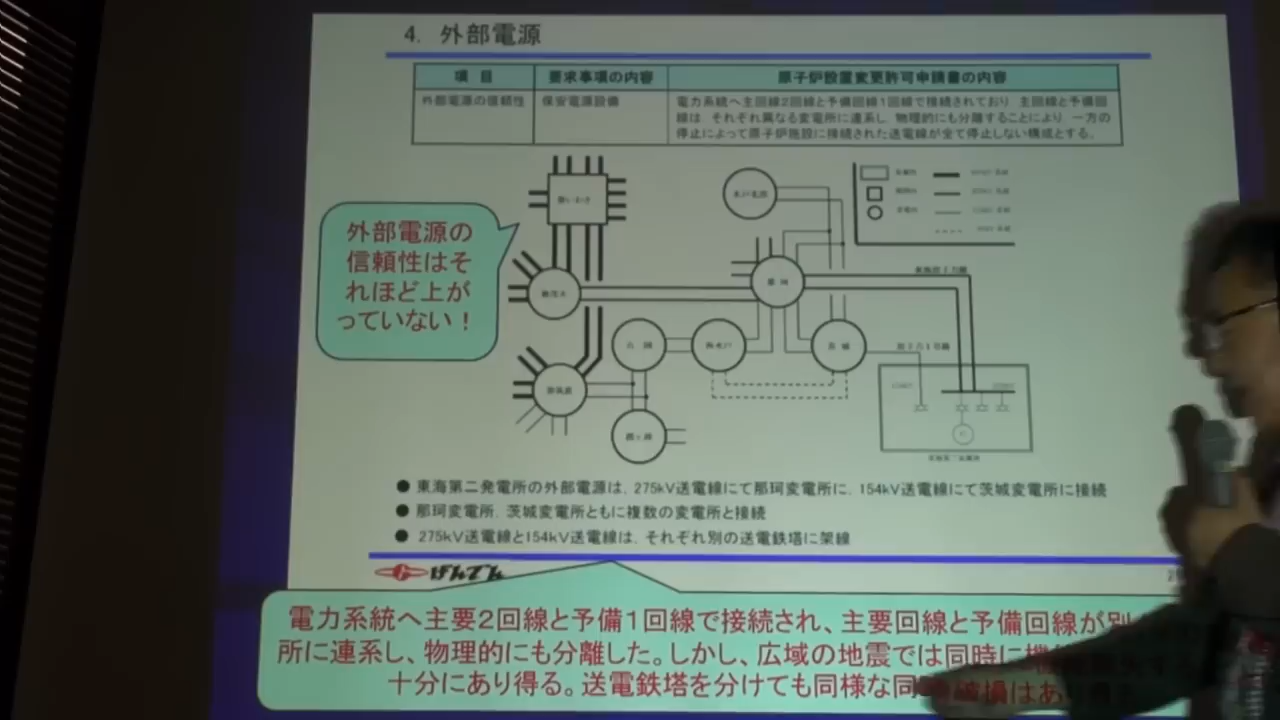 4. 外部電源
項 目
要求事項の内容
原子炉設置変更許可申請書の内容
外部電源の信頼性
保安電源設備
電力系統へ主回線2回線と予備回線1回線で接続されており、主回線と予備回
線は、それぞれ異なる変電所に連系し、物理的にも分離することにより、一方の
停止によって原子炉施設に接続された送電線が全て停止しない構成とする。
外部電源の
信頼性はそ
れほど上が
っていない！
那珂
茨城
● 東海第二発電所の外部電源は、275kV送電線にて那珂変電所に、154kV送電線にて茨城変電所に接続
● 那珂変電所、茨城変電所ともに複数の変電所と接続
● 275kV送電線と154kV送電線は、それぞれ別の送電鉄塔に架線
げんでん
電力系統へ主要２回線と予備１回線で接続され、主要回線と予備回線が別
所に連系し、物理的にも分離した。しかし、広域の地震では同時に
十分にあり得る。送電鉄塔を分けても同様な同 破損はあ